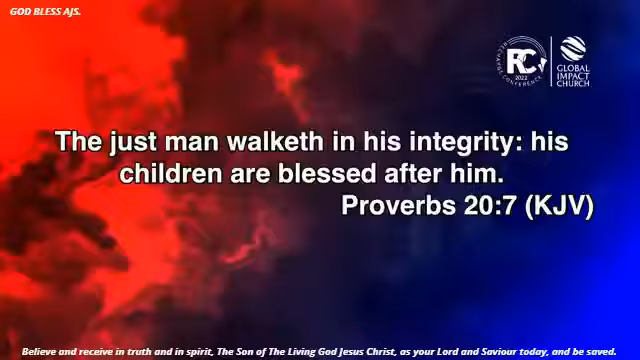 GOD BLESS AJS.
RECHARGE CONFERENCE
RC
2022
GLOBAL
IMPACT
CHURCH
The just man walketh in his integrity: his
children are blessed after him.
Proverbs 20:7 (KJV)
Believe and receive in truth and in spirit, The Son of The Living God Jesus Christ, as your Lord and Saviour today, and be saved.